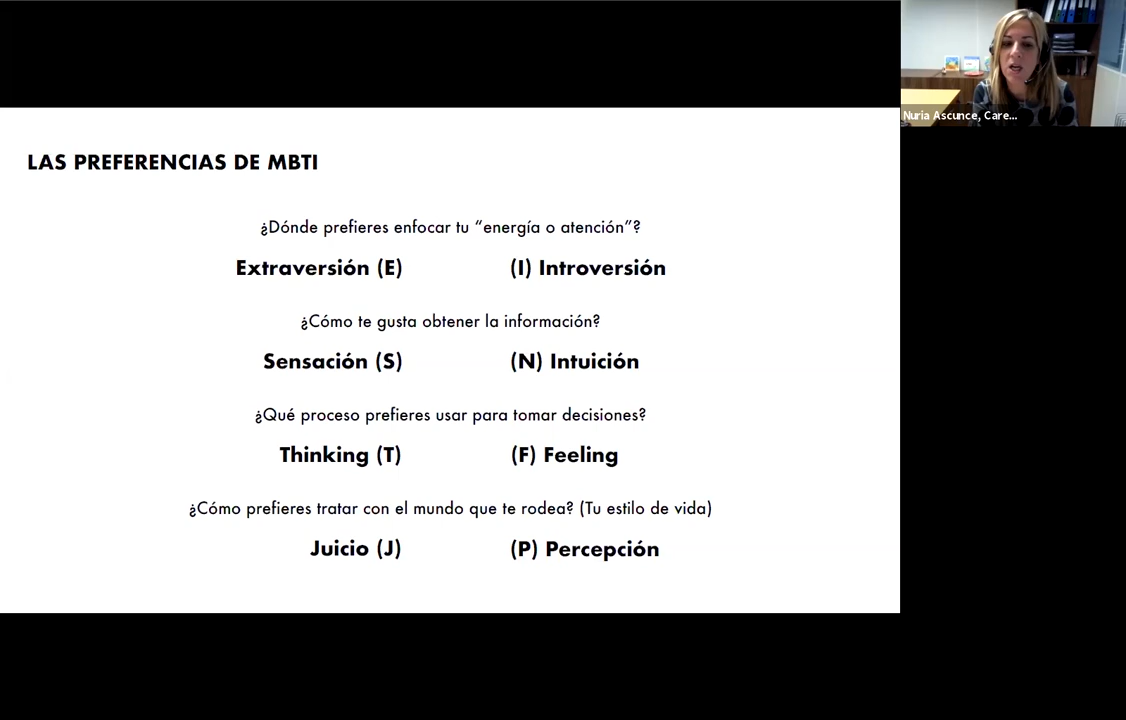 LAS PREFERENCIAS DE MBTI
¿Dónde prefieres enfocar tu “energía o atención”?
Extraversión (E) (I) Introversión
¿Cómo te gusta obtener la información?
Sensación (S) (N) Intuición
¿Qué proceso prefieres usar para tomar decisiones?
Thinking (T) (F) Feeling
¿Cómo prefieres tratar con el mundo que te rodea? (Tu estilo de vida)
Juicio (J) (P) Percepción
Nuria Ascunce, Care...